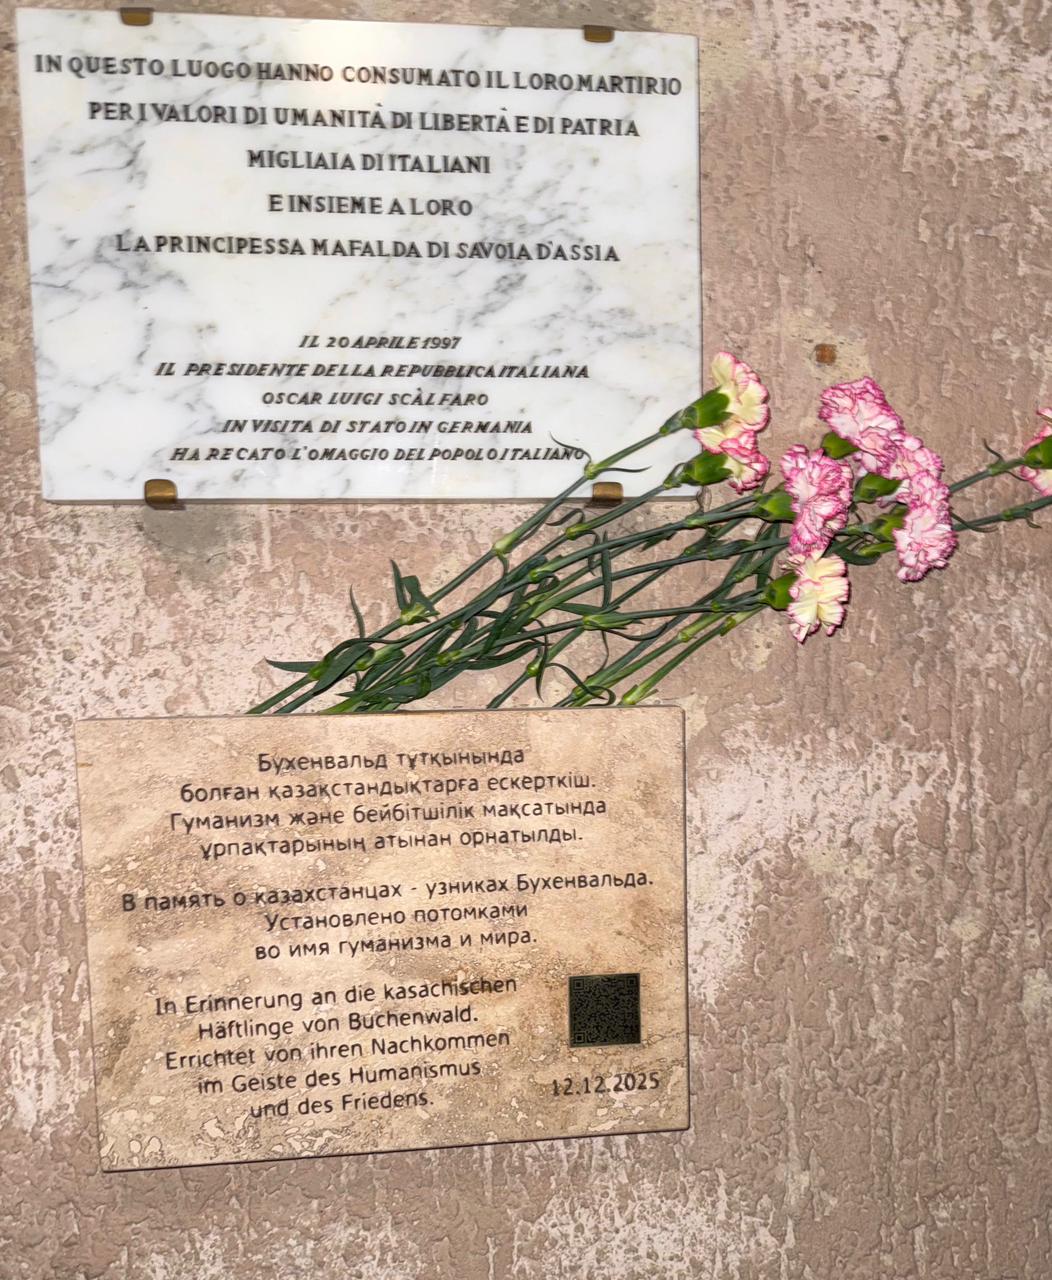 IN QUESTO LUOGO HANNO CONSUMATO IL LORO MARTIRIO
PER I VALORI DI UMANITÀ DI LIBERTÀ E DI PATRIA
MIGLIAIA DI ITALIANI
E INSIEME A LORO
LA PRINCIPESSA MAFALDA DI SAVOIA D'ASSIA
IL 20 APRILE 1997
IL PRESIDENTE DELLA REPUBBLICA ITALIANA
OSCAR LUIGI SCÀLFARO
IN VISITA DI STATO IN GERMANIA
HA RECATO L'OMAGGIO DEL POPOLO ITALIANO
Бухенвальд тұтқынында
болған қазақстандықтарға ескерткіш.
Гуманизм және бейбітшілік мақсатында
ұрпақтарының атынан орнатылды.
В память о казахстанцах - узниках Бухенвальда.
Установлено потомками
во имя гуманизма и мира.
In Erinnerung an die kasachischen
Häftlinge von Buchenwald.
Errichtet von ihren Nachkommen
im Geiste des Humanismus
und des Friedens.
12.12.2025